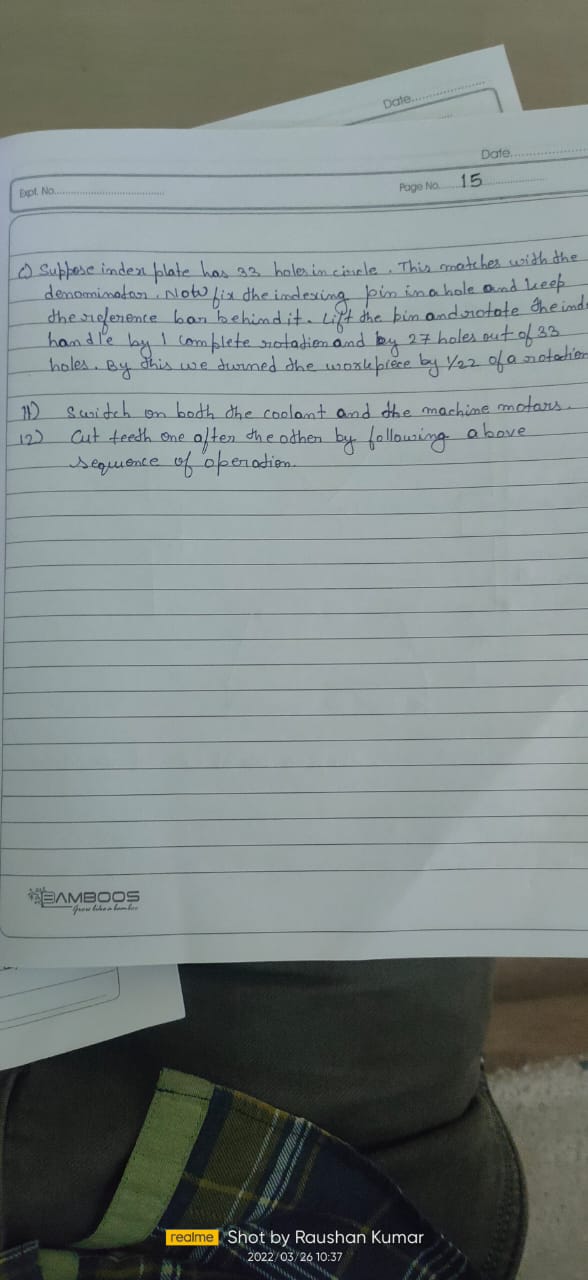 Date
Date
Expt. No.
Page No. 15
c) Suppose index plate has 33 holes in circle. This matches with the
denominator. Now fix the indexing pin in a hole and keep
the reference bar behind it. Lift the pin and rotate the inde
handle by 1 complete rotation and by 27 holes out of 33
holes. By this we turned the workpiece by 1/22 of a rotation
11) Switch on both the coolant and the machine motors.
12) Cut teeth one after the other by following above
sequence of operation.
BAMBOOS
Grow like a bamboo
realme Shot by Raushan Kumar
2022/03/26 10:37